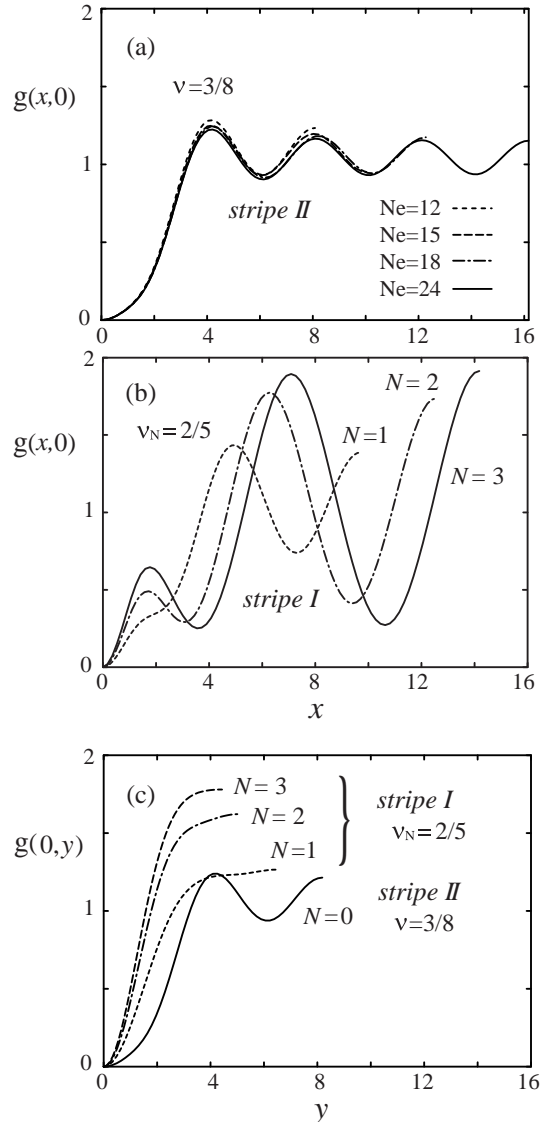 2
(a)
g(x,0)
ν=3/8
1
stripe II
Ne=12
Ne=15
Ne=18
Ne=24
0
0 4 8 12 16
2
(b)
N= 2
g(x,0)
ν_N = 2/5
N=1
1
N = 3
stripe I
0
0 4 8 12 16
x
2
(c)
N= 3
stripe I
g(0,y)
N= 2
ν_N = 2/5
N=1
1
stripe II
N=0
ν=3/8
0
0 4 8 12 16
y